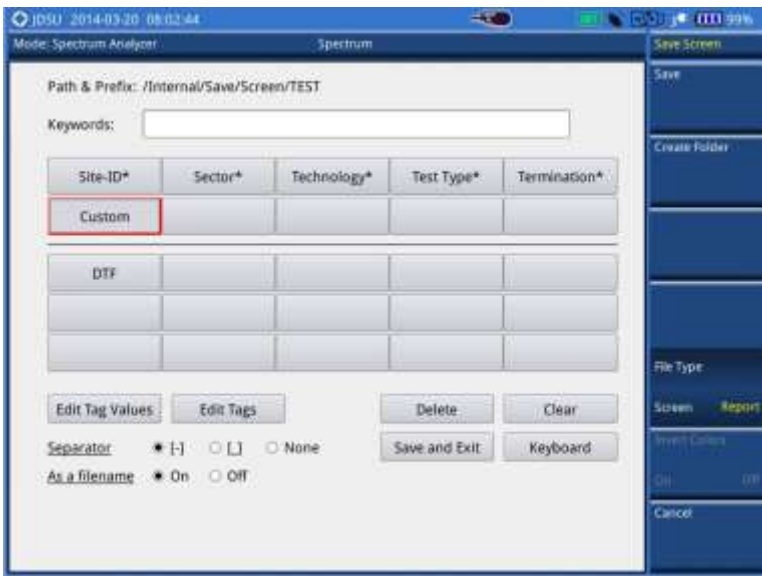 JDSU 2014-03-20 08:02:44 99%
Mode: Spectrum Analyzer Spectrum Save Screen
Path & Prefix: /Internal/Save/Screen/TEST
Keywords:
Site-ID* Sector* Technology* Test Type* Termination*
Custom
DTF
Edit Tag Values Edit Tags Delete Clear
Separator [-] [_] None Save and Exit Keyboard
As a filename On Off
Save
Create Folder
File Type
Screen Report
Invert Colors
On Off
Cancel